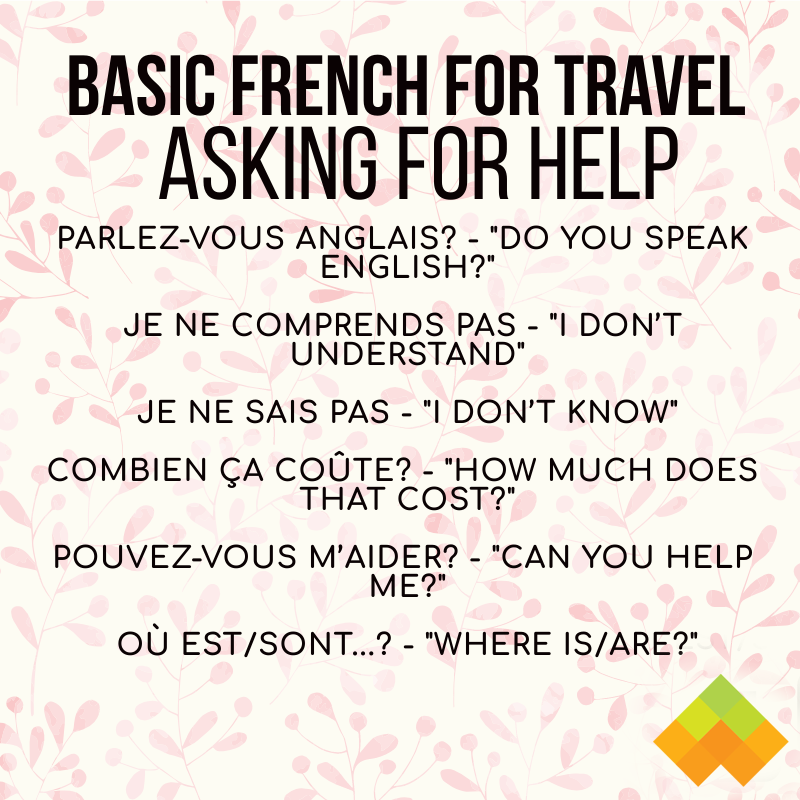 BASIC FRENCH FOR TRAVEL
ASKING FOR HELP
PARLEZ-VOUS ANGLAIS? - "DO YOU SPEAK
ENGLISH?"
JE NE COMPRENDS PAS - "I DON’T
UNDERSTAND"
JE NE SAIS PAS - "I DON’T KNOW"
COMBIEN ÇA COÛTE? - "HOW MUCH DOES
THAT COST?"
POUVEZ-VOUS M’AIDER? - "CAN YOU HELP
ME?"
OÙ EST/SONT...? - "WHERE IS/ARE?"